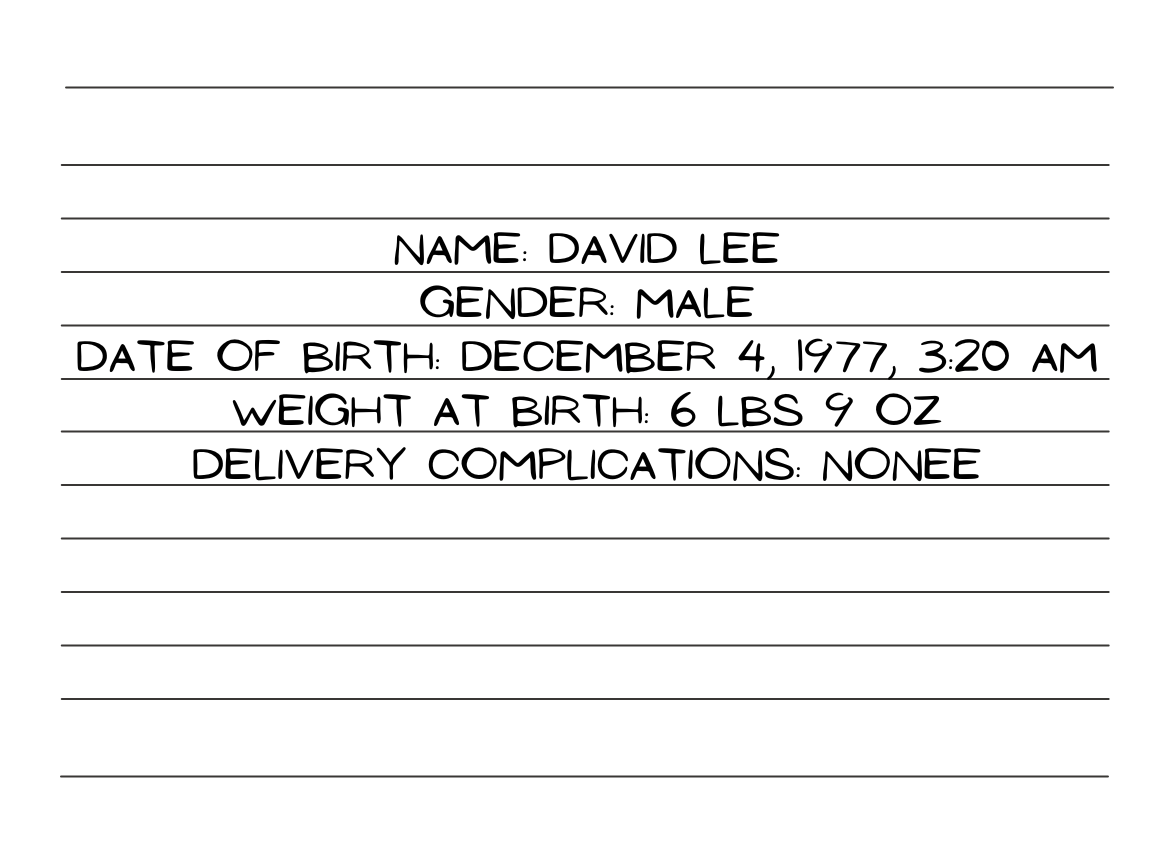 NAME: DAVID LEE
GENDER: MALE
DATE OF BIRTH: DECEMBER 4, 1977, 3:20 AM
WEIGHT AT BIRTH: 6 LBS 9 OZ
DELIVERY COMPLICATIONS: NONEE